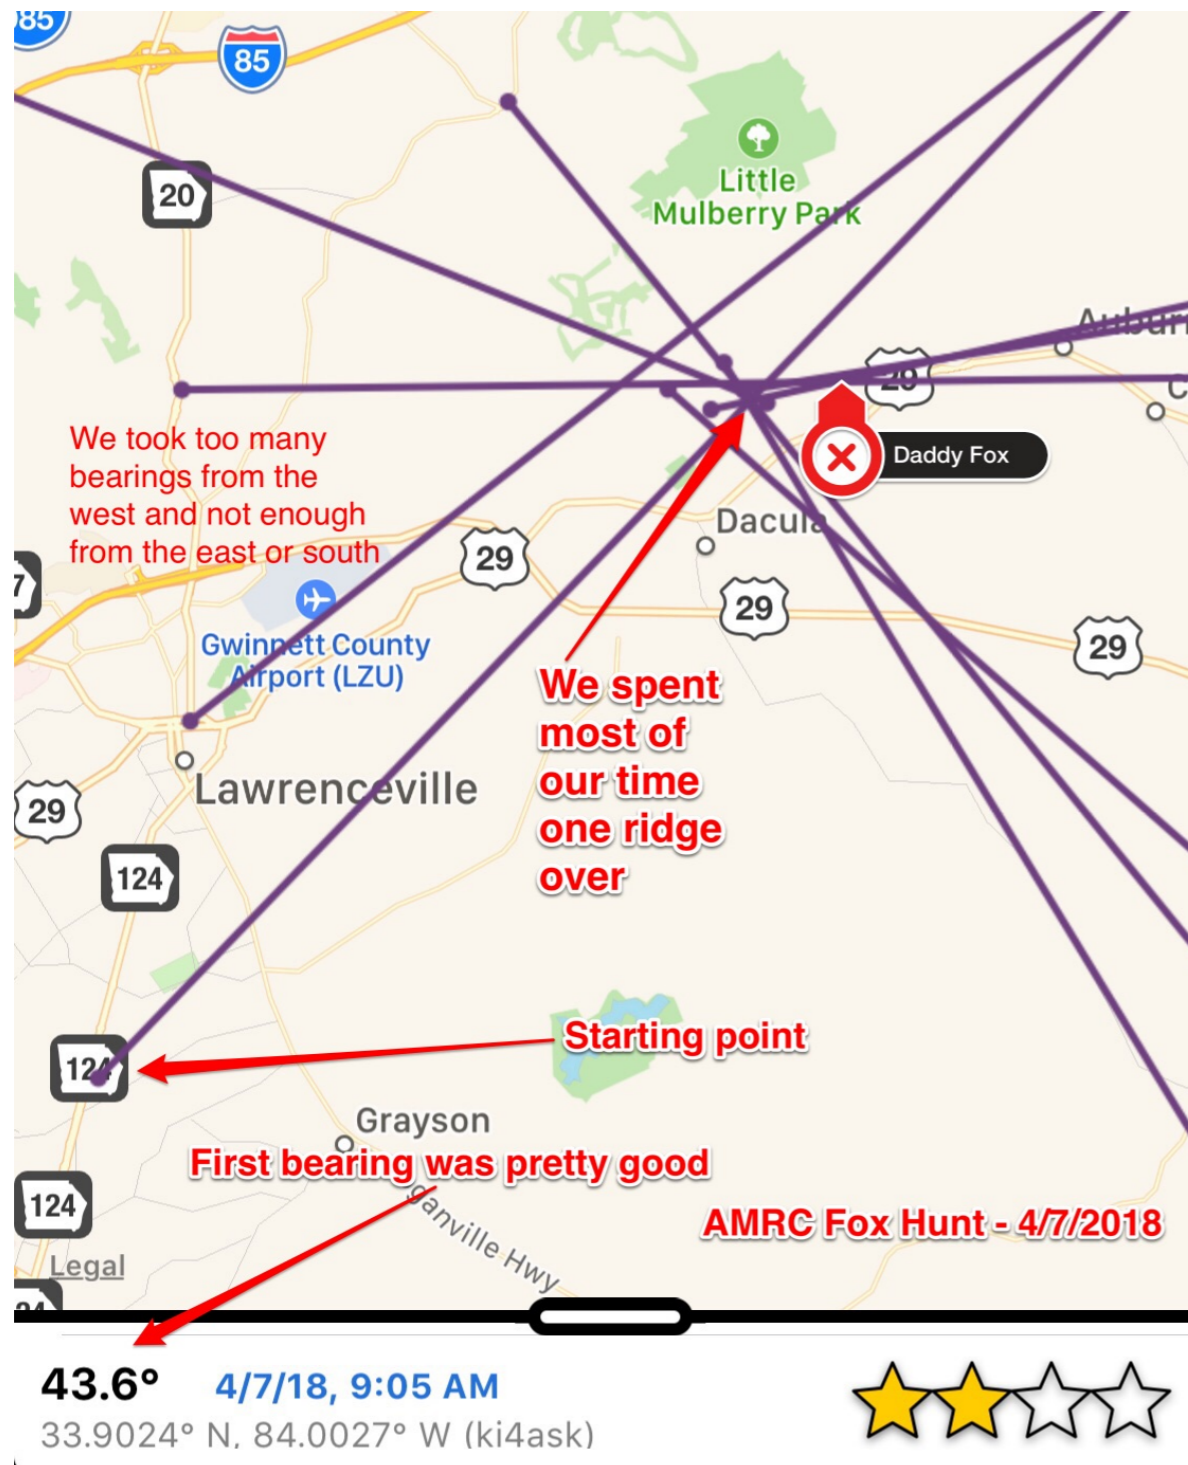 85
85
20
Little
Mulberry Park
Auburn
29
C
We took too many
bearings from the
west and not enough
from the east or south
Daddy Fox
Dacula
29
7
29
29
Gwinnett County
Airport (LZU)
We spent
most of
our time
one ridge
over
Lawrenceville
29
124
Starting point
124
Grayson
First bearing was pretty good
124
ganville Hwy
AMRC Fox Hunt - 4/7/2018
Legal
24
43.6°
4/7/18, 9:05 AM
33.9024° N, 84.0027° W (ki4ask)